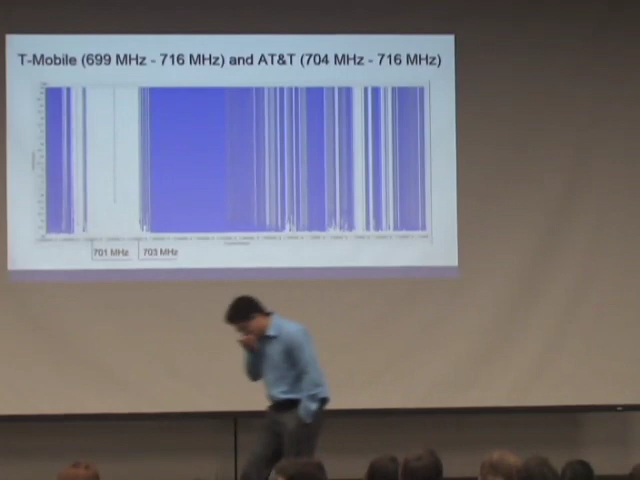 T-Mobile (699 MHz - 716 MHz) and AT&T (704 MHz - 716 MHz)
701 MHz
703 MHz